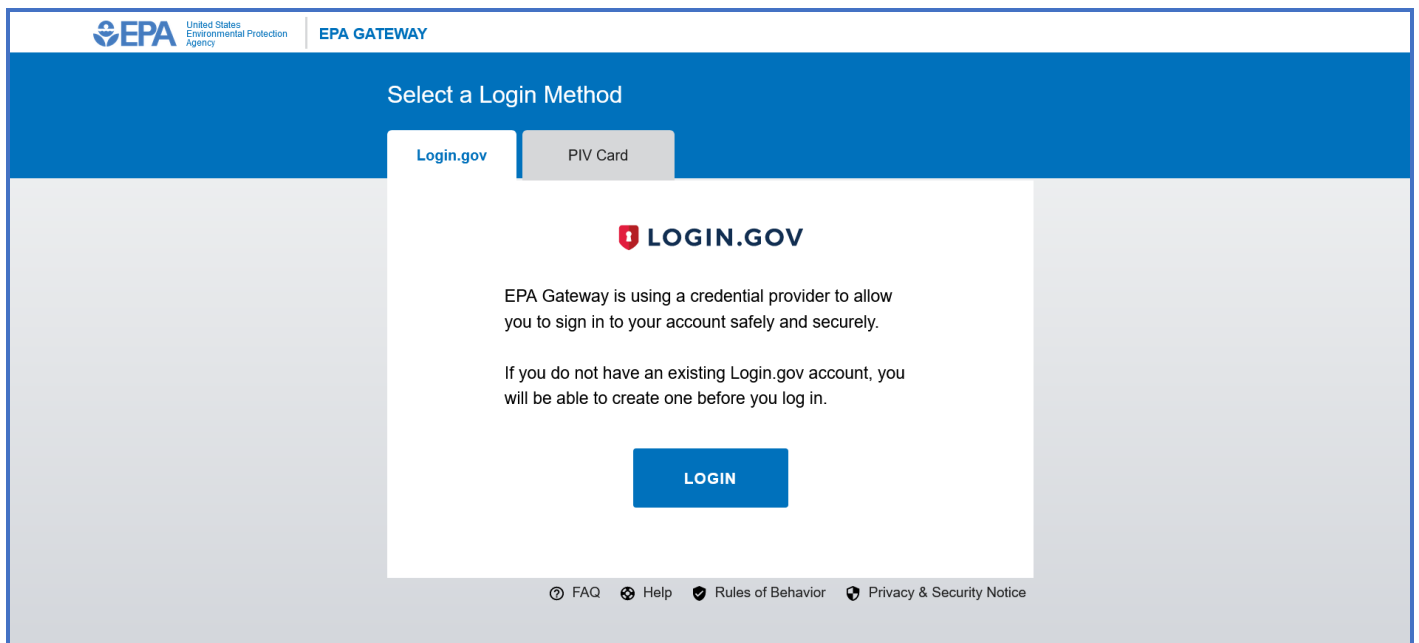 EPA
United States
Environmental Protection
Agency
EPA GATEWAY
Select a Login Method
Login.gov
PIV Card
LOGIN.GOV
EPA Gateway is using a credential provider to allow
you to sign in to your account safely and securely.
If you do not have an existing Login.gov account, you
will be able to create one before you log in.
LOGIN
FAQ Help Rules of Behavior Privacy & Security Notice